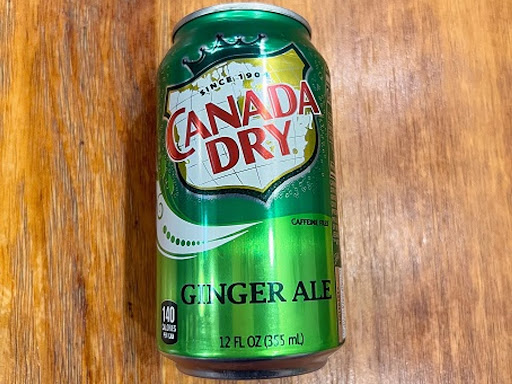 SINCE 1904
CANADA
DRY
CAFFEINE FREE
GINGER ALE
140
CALORIES
PER CAN
12 FL OZ (355 mL)